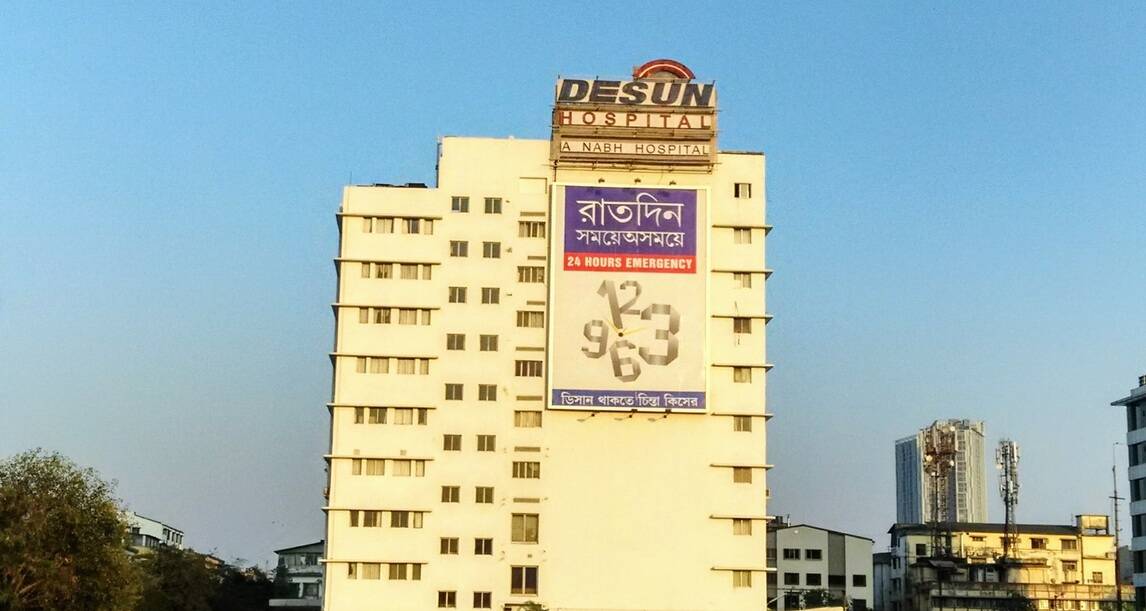 DESUN
HOSPITAL
A NABH HOSPITAL
রাতদিন
সময়েঅসময়ে
24 HOURS EMERGENCY
12
9 3
6
ডিসান থাকতে চিন্তা কিসের